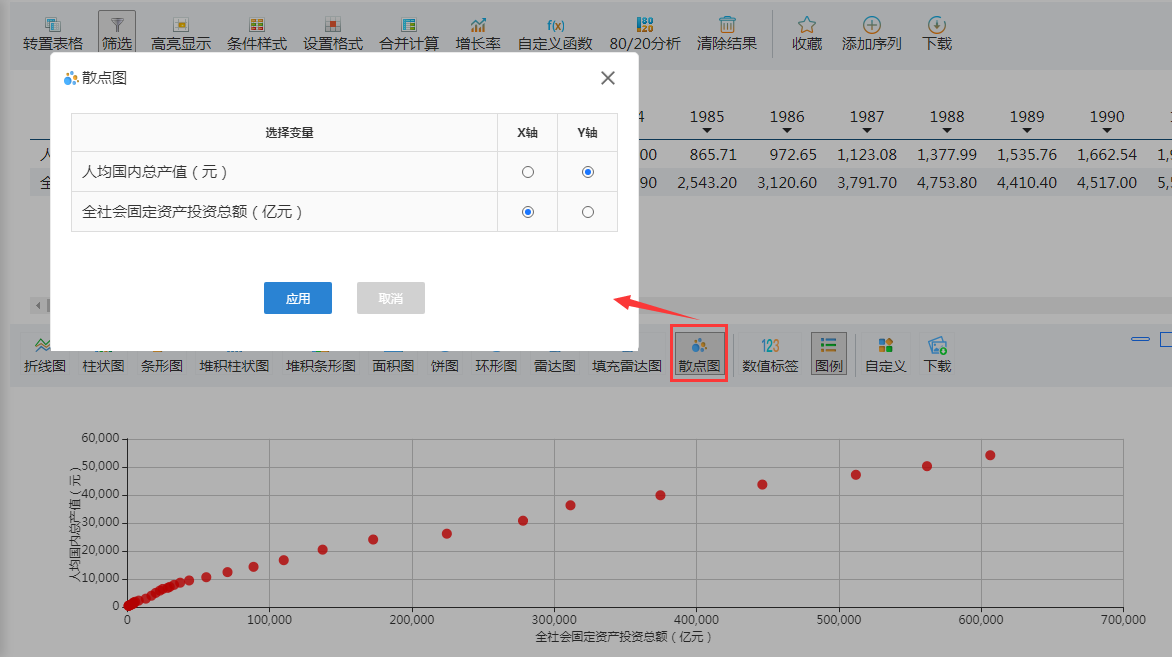 转置表格 筛选 高亮显示 条件样式 设置格式 合并计算 增长率 自定义函数 80/20分析 清除结果 收藏 添加序列 下载
散点图
选择变量 X轴 Y轴
人均国内总产值（元）
全社会固定资产投资总额（亿元）
应用 取消
4 1985 1986 1987 1988 1989 1990
00 865.71 972.65 1,123.08 1,377.99 1,535.76 1,662.54
90 2,543.20 3,120.60 3,791.70 4,753.80 4,410.40 4,517.00
折线图 柱状图 条形图 堆积柱状图 堆积条形图 面积图 饼图 环形图 雷达图 填充雷达图 散点图 数值标签 图例 自定义 下载
人均国内总产值（元）
60,000
50,000
40,000
30,000
20,000
10,000
0
0 100,000 200,000 300,000 400,000 500,000 600,000 700,000
全社会固定资产投资总额（亿元）